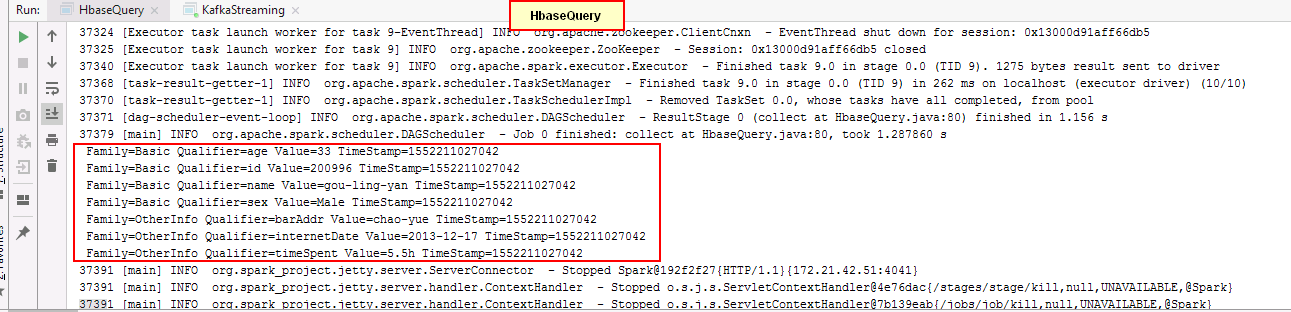 Run: HbaseQuery × KafkaStreaming ×
HbaseQuery
37324 [Executor task launch worker for task 9-EventThread] INFO org.apache.zookeeper.ClientCnxn - EventThread shut down for session: 0x13000d91aff66db5
37325 [Executor task launch worker for task 9] INFO org.apache.zookeeper.ZooKeeper - Session: 0x13000d91aff66db5 closed
37340 [Executor task launch worker for task 9] INFO org.apache.spark.executor.Executor - Finished task 9.0 in stage 0.0 (TID 9). 1275 bytes result sent to driver
37368 [task-result-getter-1] INFO org.apache.spark.scheduler.TaskSetManager - Finished task 9.0 in stage 0.0 (TID 9) in 262 ms on localhost (executor driver) (10/10)
37370 [task-result-getter-1] INFO org.apache.spark.scheduler.TaskSchedulerImpl - Removed TaskSet 0.0, whose tasks have all completed, from pool
37371 [dag-scheduler-event-loop] INFO org.apache.spark.scheduler.DAGScheduler - ResultStage 0 (collect at HbaseQuery.java:80) finished in 1.156 s
37379 [main] INFO org.apache.spark.scheduler.DAGScheduler - Job 0 finished: collect at HbaseQuery.java:80, took 1.287860 s
Family=Basic Qualifier=age Value=33 TimeStamp=1552211027042
Family=Basic Qualifier=id Value=200996 TimeStamp=1552211027042
Family=Basic Qualifier=name Value=gou-ling-yan TimeStamp=1552211027042
Family=Basic Qualifier=sex Value=Male TimeStamp=1552211027042
Family=OtherInfo Qualifier=barAddr Value=chao-yue TimeStamp=1552211027042
Family=OtherInfo Qualifier=internetDate Value=2013-12-17 TimeStamp=1552211027042
Family=OtherInfo Qualifier=timeSpent Value=5.5h TimeStamp=1552211027042
37391 [main] INFO org.spark_project.jetty.server.ServerConnector - Stopped Spark@192f2f27{HTTP/1.1}{172.21.42.51:4041}
37391 [main] INFO org.spark_project.jetty.server.handler.ContextHandler - Stopped o.s.j.s.ServletContextHandler@4e76dac{/stages/stage/kill,null,UNAVAILABLE,@Spark}
37391 [main] INFO org.spark_project.jetty.server.handler.ContextHandler - Stopped o.s.j.s.ServletContextHandler@7b139eab{/jobs/job/kill,null,UNAVAILABLE,@Spark}